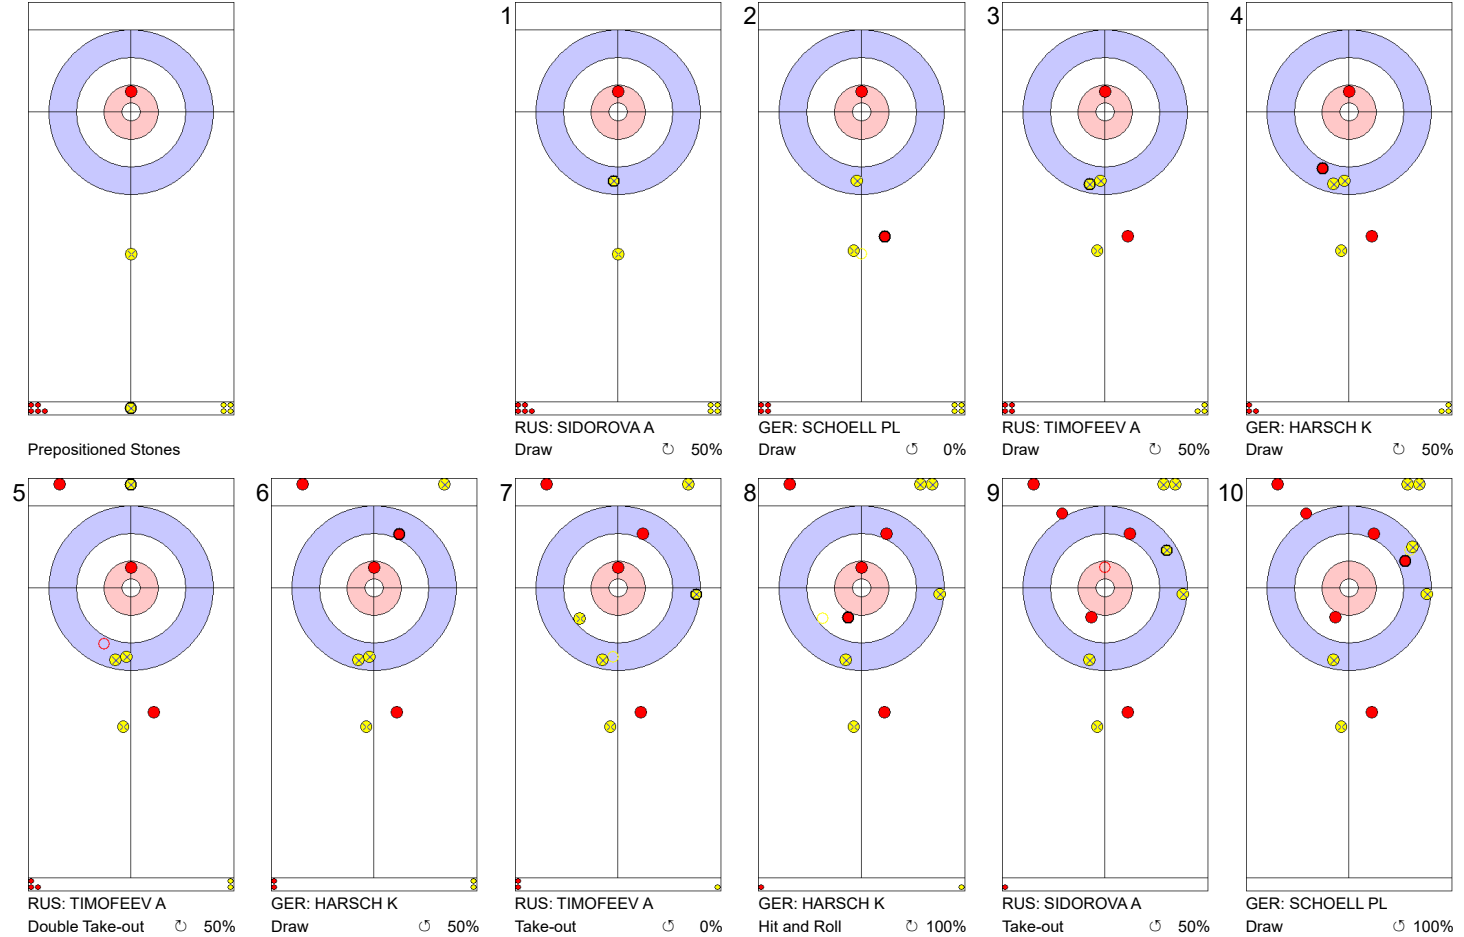 1
2
3
4
RUS: SIDOROVA A
GER: SCHOELL PL
RUS: TIMOFEEV A
GER: HARSCH K
Prepositioned Stones
Draw ↻ 50%
Draw ↺ 0%
Draw ↻ 50%
Draw ↻ 50%
5
6
7
8
9
10
RUS: TIMOFEEV A
GER: HARSCH K
RUS: TIMOFEEV A
GER: HARSCH K
RUS: SIDOROVA A
GER: SCHOELL PL
Double Take-out ↻ 50%
Draw ↺ 50%
Take-out ↺ 0%
Hit and Roll ↻ 100%
Take-out ↺ 50%
Draw ↺ 100%